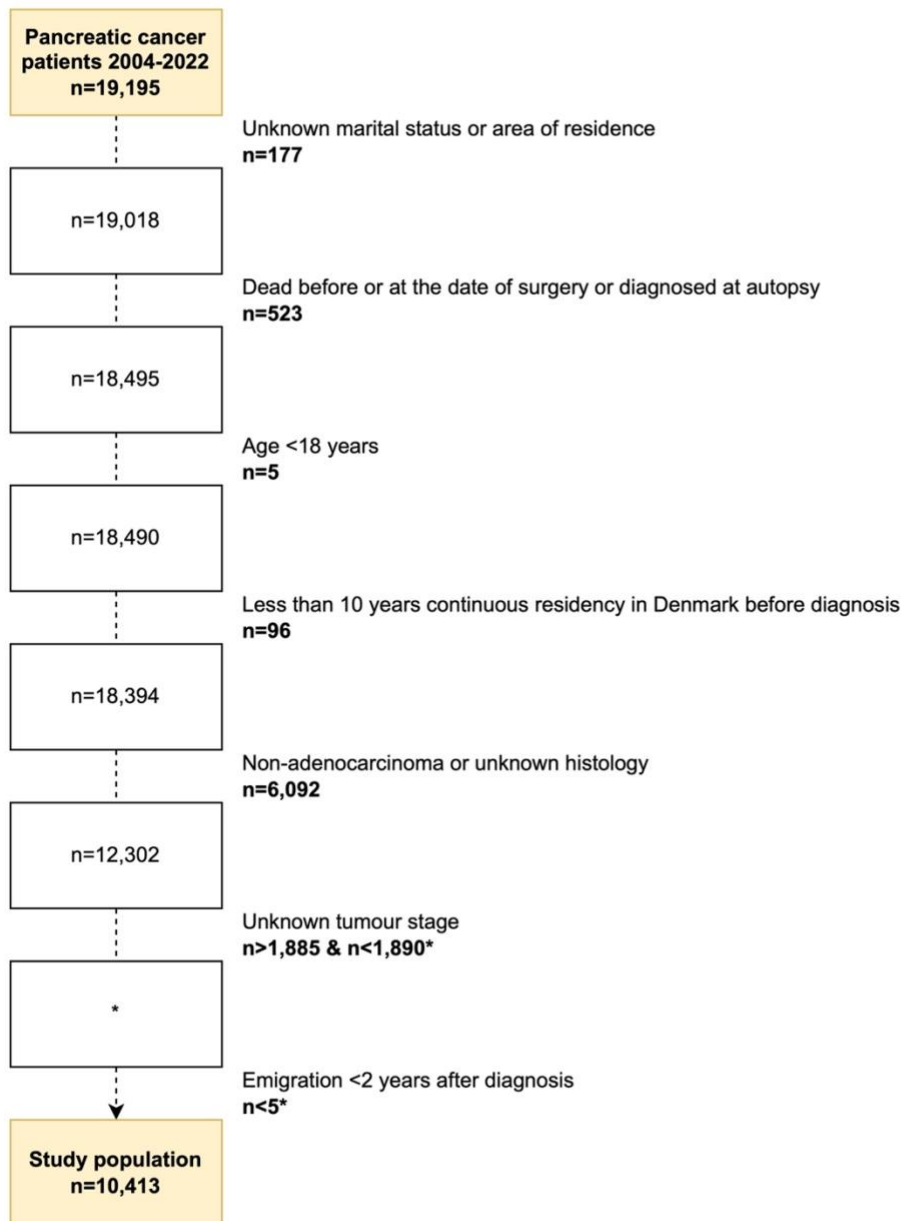 Pancreatic cancer
patients 2004-2022
n=19,195
Unknown marital status or area of residence
n=177
n=19,018
Dead before or at the date of surgery or diagnosed at autopsy
n=523
n=18,495
Age <18 years
n=5
n=18,490
Less than 10 years continuous residency in Denmark before diagnosis
n=96
n=18,394
Non-adenocarcinoma or unknown histology
n=6,092
n=12,302
Unknown tumour stage
n>1,885 & n<1,890*
*
Emigration <2 years after diagnosis
n<5*
Study population
n=10,413